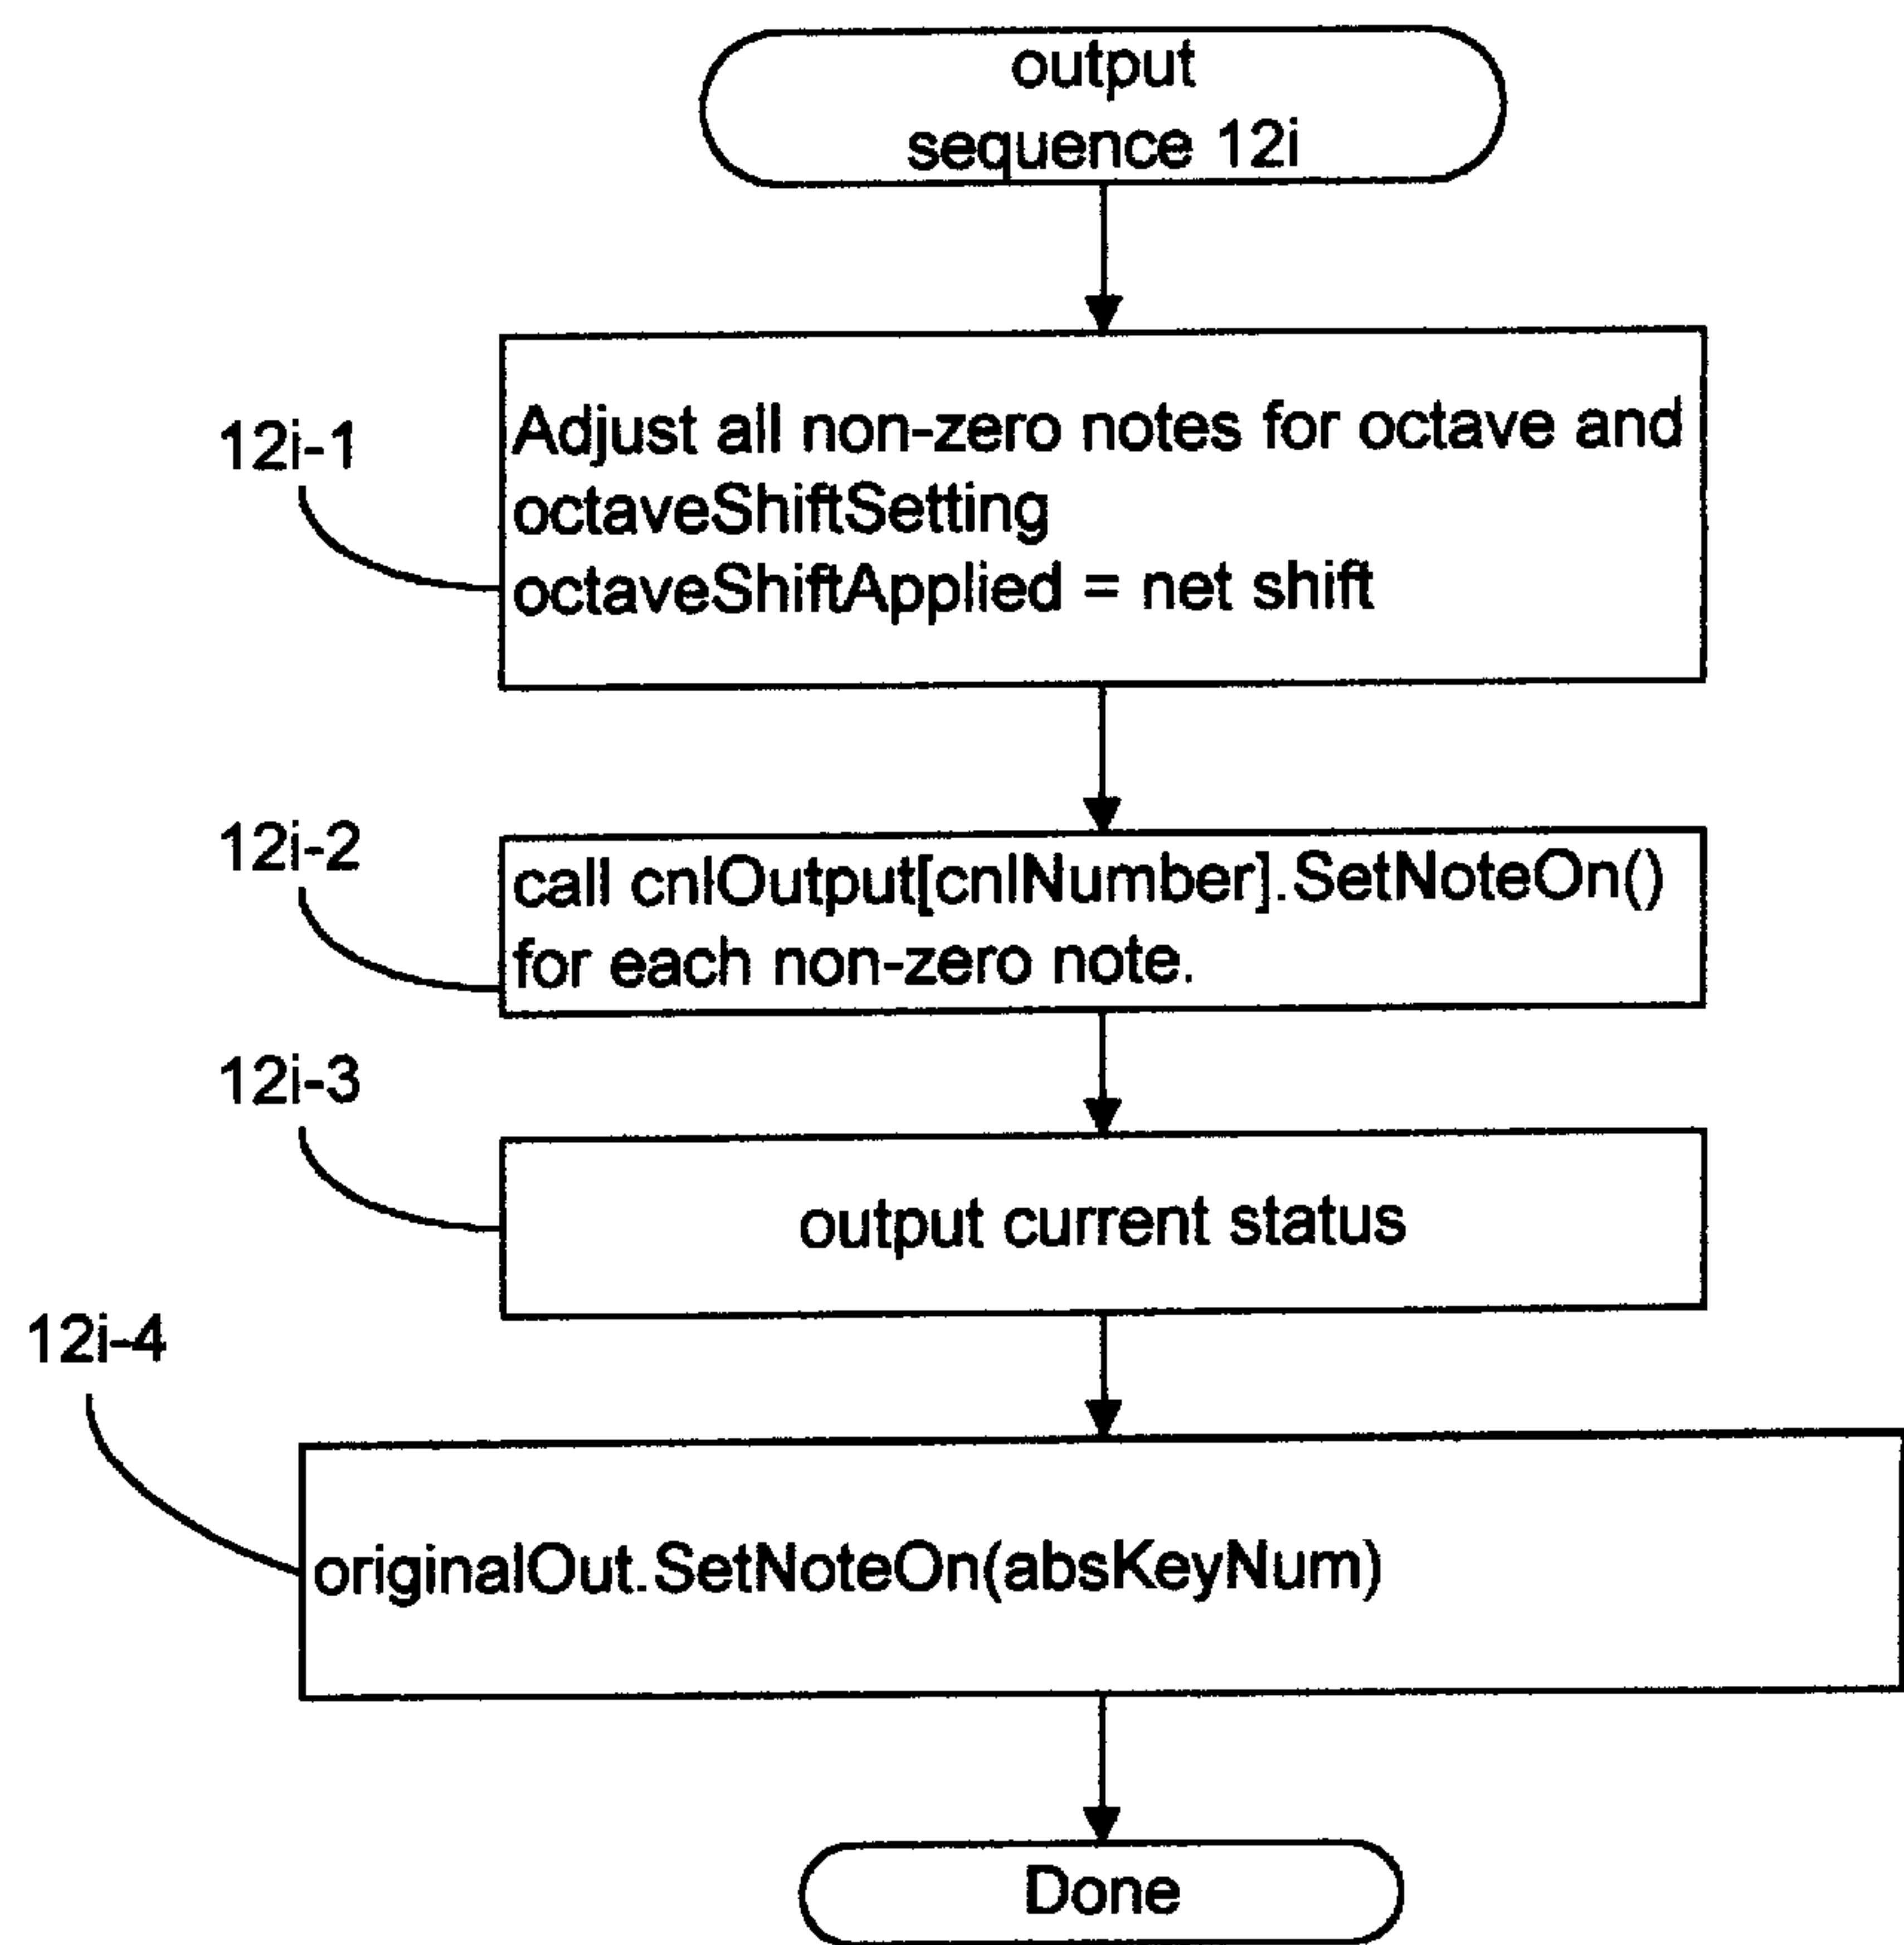 output
sequence 12i
12i-1
Adjust all non-zero notes for octave and
octaveShiftSetting
octaveShiftApplied = net shift
12i-2
call cnlOutput[cnlNumber].SetNoteOn()
for each non-zero note.
12i-3
output current status
12i-4
originalOut.SetNoteOn(absKeyNum)
Done